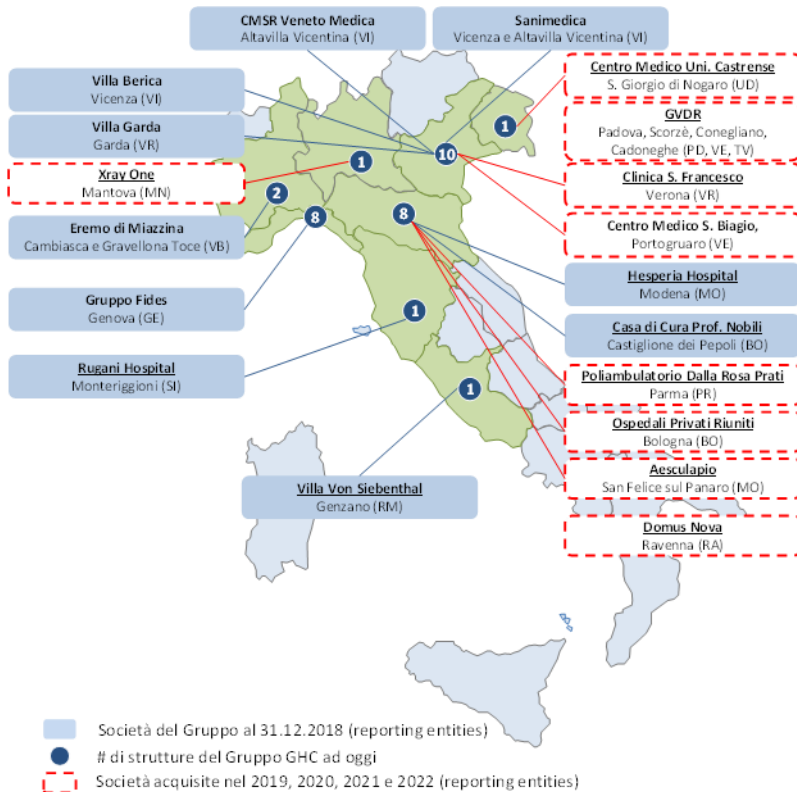 CMSR Veneto Medica
Altavilla Vicentina (VI)
Sanimedica
Vicenza e Altavilla Vicentina (VI)
Villa Berica
Vicenza (VI)
Villa Garda
Garda (VR)
Xray One
Mantova (MN)
Eremo di Miazzina
Cambiasca e Gravellona Toce (VB)
Gruppo Fides
Genova (GE)
Rugani Hospital
Monteriggioni (SI)
Villa Von Siebenthal
Genzano (RM)
1
10
1
2
8
8
1
1
Centro Medico Uni. Castrense
S. Giorgio di Nogaro (UD)
GVDR
Padova, Scorzè, Conegliano,
Cadoneghe (PD, VE, TV)
Clinica S. Francesco
Verona (VR)
Centro Medico S. Biagio,
Portogruaro (VE)
Hesperia Hospital
Modena (MO)
Casa di Cura Prof. Nobili
Castiglione dei Pepoli (BO)
Poliambulatorio Dalla Rosa Prati
Parma (PR)
Ospedali Privati Riuniti
Bologna (BO)
Aesculapio
San Felice sul Panaro (MO)
Domus Nova
Ravenna (RA)
Società del Gruppo al 31.12.2018 (reporting entities)
# di strutture del Gruppo GHC ad oggi
Società acquisite nel 2019, 2020, 2021 e 2022 (reporting entities)